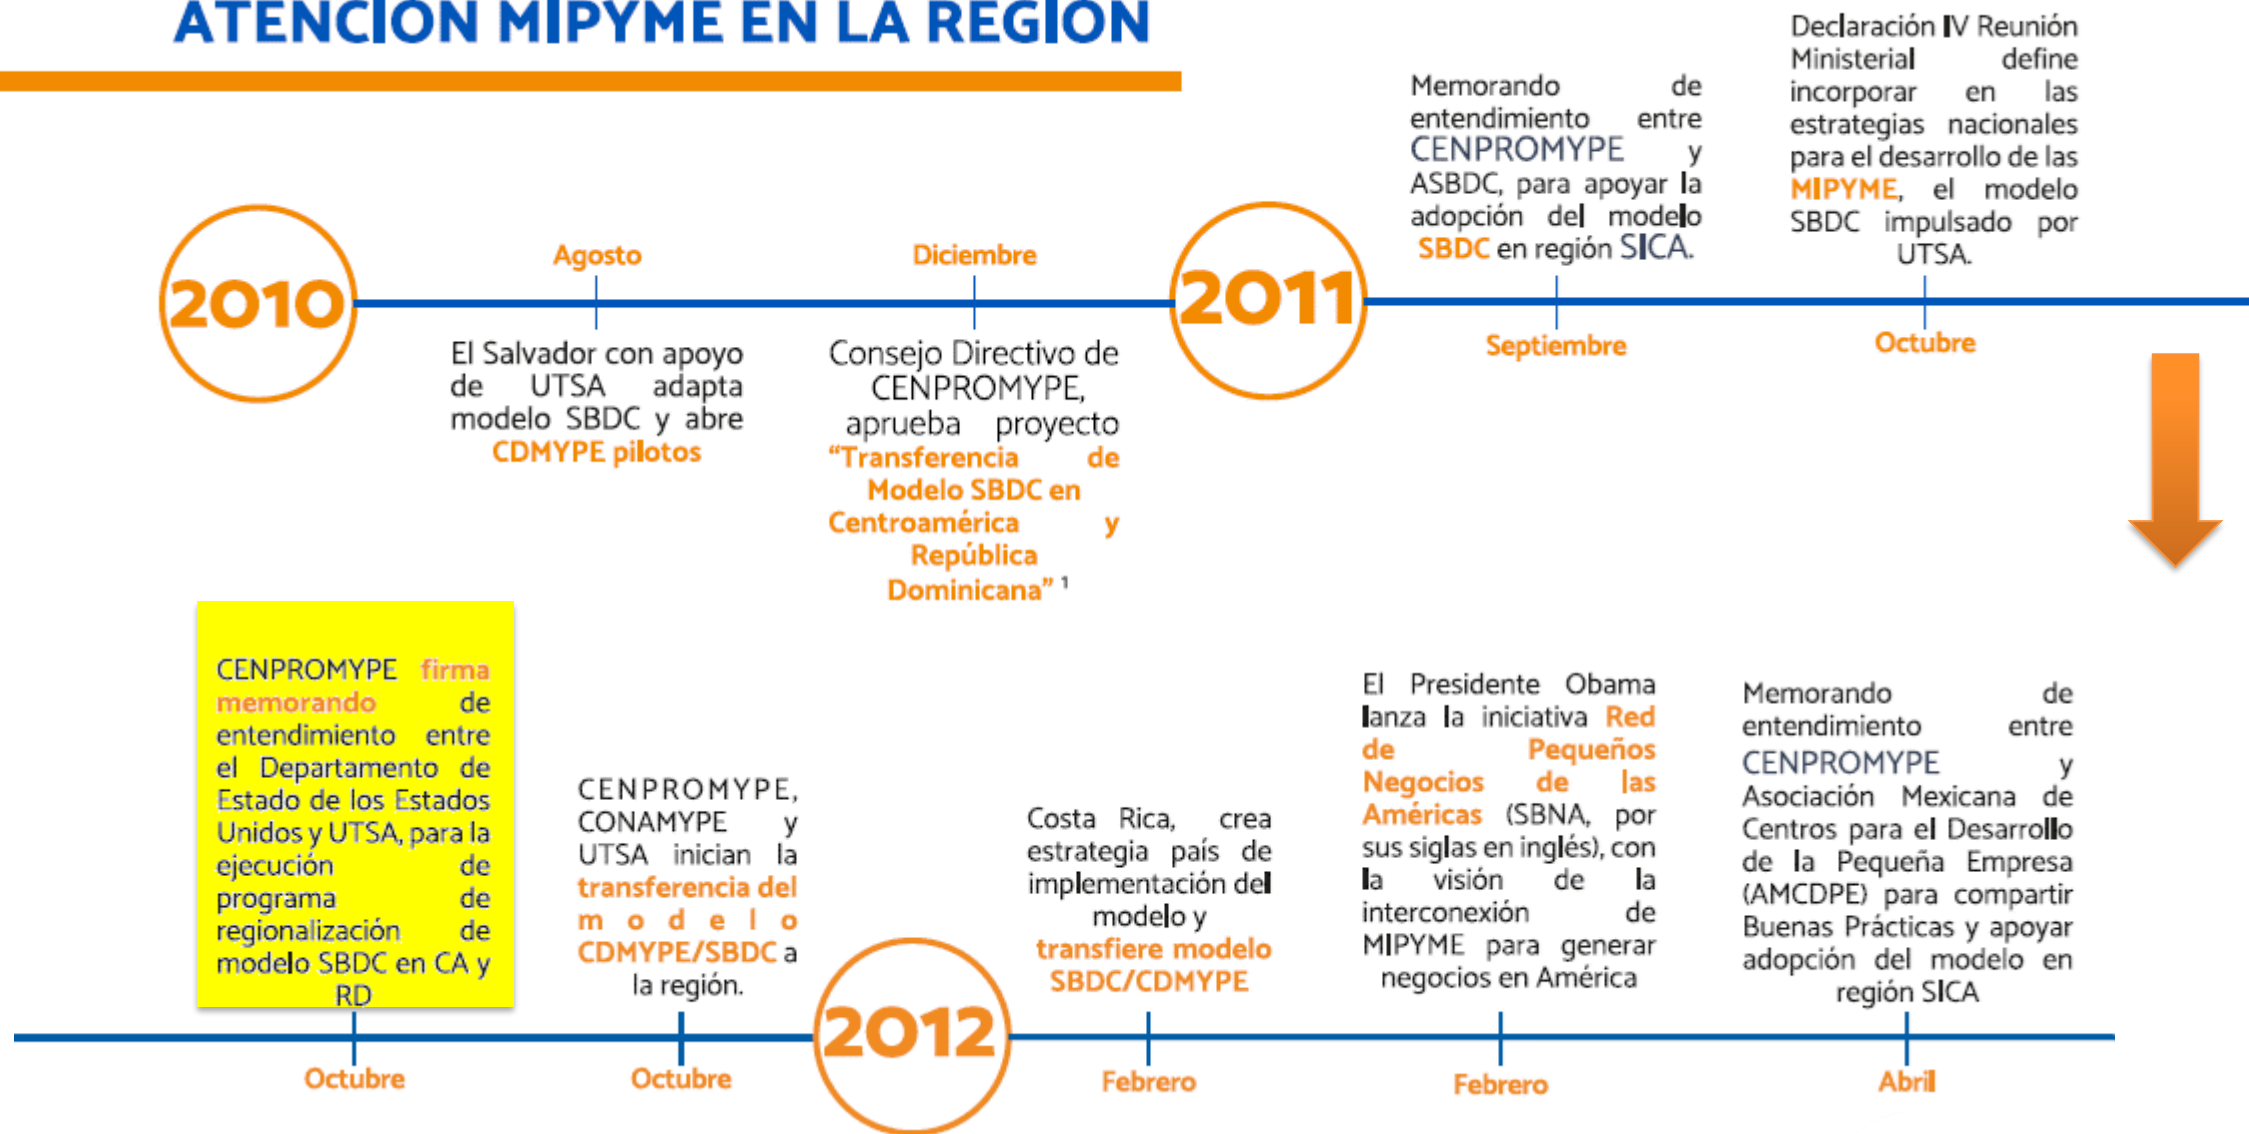 ATENCIÓN MIPYME EN LA REGIÓN
2010
Agosto
El Salvador con apoyo
de UTSA adapta
modelo SBDC y abre
CDMYPE pilotos
Diciembre
Consejo Directivo de
CENPROMYPE,
aprueba proyecto
“Transferencia de
Modelo SBDC en
Centroamérica y
República
Dominicana” ¹
2011
Memorando de
entendimiento entre
CENPROMYPE y
ASBDC, para apoyar la
adopción del modelo
SBDC en región SICA.
Septiembre
Declaración IV Reunión
Ministerial define
incorporar en las
estrategias nacionales
para el desarrollo de las
MIPYME, el modelo
SBDC impulsado por
UTSA.
Octubre
CENPROMYPE firma
memorando de
entendimiento entre
el Departamento de
Estado de los Estados
Unidos y UTSA, para la
ejecución de
programa de
regionalización de
modelo SBDC en CA y
RD
Octubre
CENPROMYPE,
CONAMYPE y
UTSA inician la
transferencia del
modelo
CDMYPE/SBDC a
la región.
Octubre
2012
Costa Rica, crea
estrategia país de
implementación del
modelo y
transfiere modelo
SBDC/CDMYPE
Febrero
El Presidente Obama
lanza la iniciativa Red
de Pequeños
Negocios de las
Américas (SBNA, por
sus siglas en inglés), con
la visión de la
interconexión de
MIPYME para generar
negocios en América
Febrero
Memorando de
entendimiento entre
CENPROMYPE y
Asociación Mexicana de
Centros para el Desarrollo
de la Pequeña Empresa
(AMCDPE) para compartir
Buenas Prácticas y apoyar
adopción del modelo en
región SICA
Abril